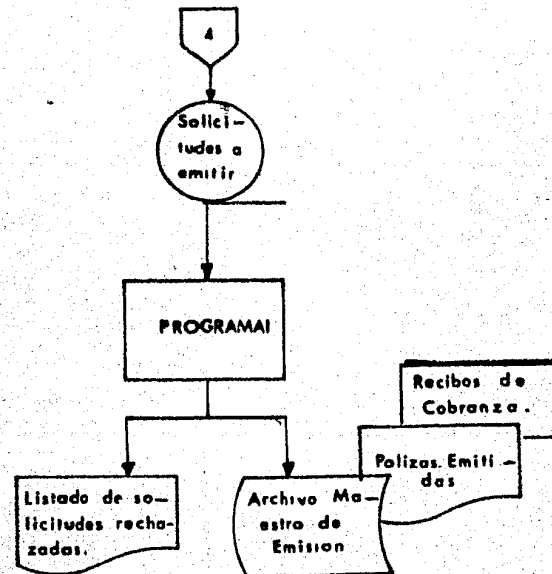 4
Solici-
tudes a
emitir
PROGRAMA1
Recibos de
Cobranza.
Polizas Emiti-
das
Listado de so-
licitudes recha-
zadas.
Archivo Ma-
estro de
Emision